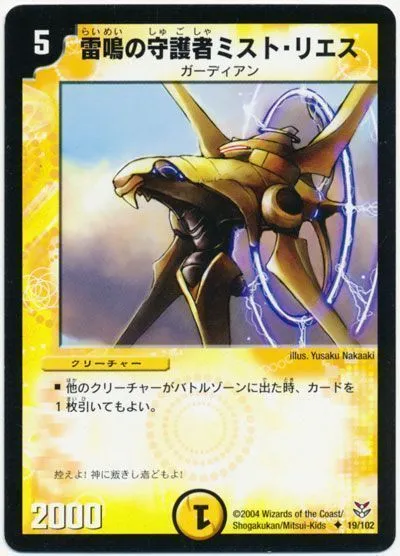 5
らいめい しゅ ご しゃ
雷鳴の守護者ミスト・リエス
ガーディアン
illus. Yusaku Nakaaki
クリーチャー
■ 他のクリーチャーがバトルゾーンに出た時、カードを
1枚引いてもよい。
控えよ! 神に叛きし造どもよ!
2000
1
©2004 Wizards of the Coast/
Shogakukan/Mitsui-Kids
19/102